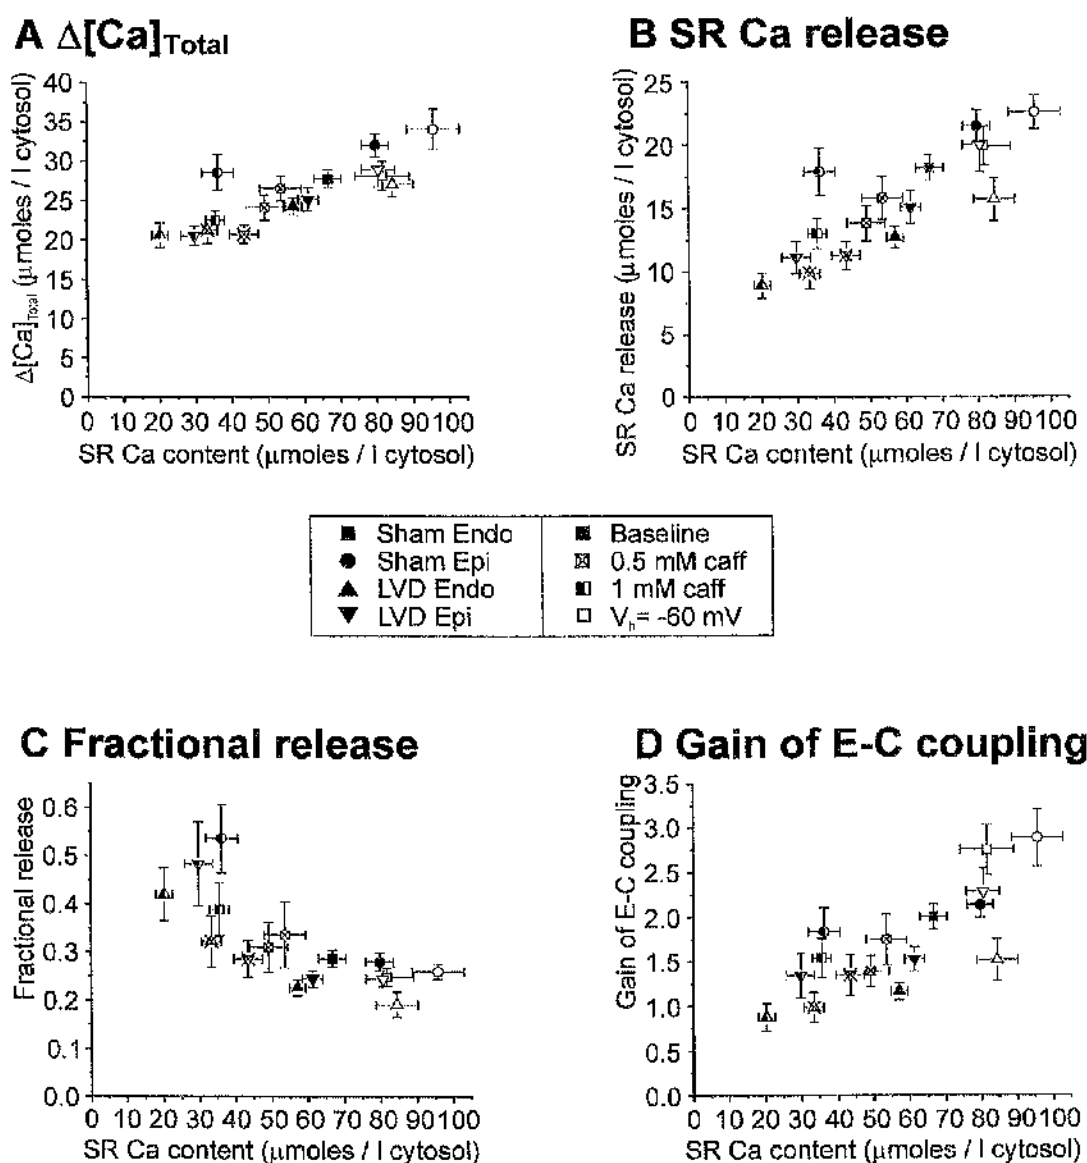 A Δ[Ca]Total
B SR Ca release
40
35
30
25
20
15
10
5
0
Δ[Ca]Total (μmoles / l cytosol)
0 10 20 30 40 50 60 70 80 90 100
SR Ca content (μmoles / l cytosol)
25
20
15
10
5
0
SR Ca release (μmoles / l cytosol)
0 10 20 30 40 50 60 70 80 90 100
SR Ca content (μmoles / l cytosol)
Sham Endo
Sham Epi
LVD Endo
LVD Epi
Baseline
0.5 mM caff
1 mM caff
Vh= -60 mV
C Fractional release
D Gain of E-C coupling
0.6
0.5
0.4
0.3
0.2
0.1
0.0
Fractional release
0 10 20 30 40 50 60 70 80 90 100
SR Ca content (μmoles / l cytosol)
3.5
3.0
2.5
2.0
1.5
1.0
0.5
0.0
Gain of E-C coupling
0 10 20 30 40 50 60 70 80 90 100
SR Ca content (μmoles / l cytosol)